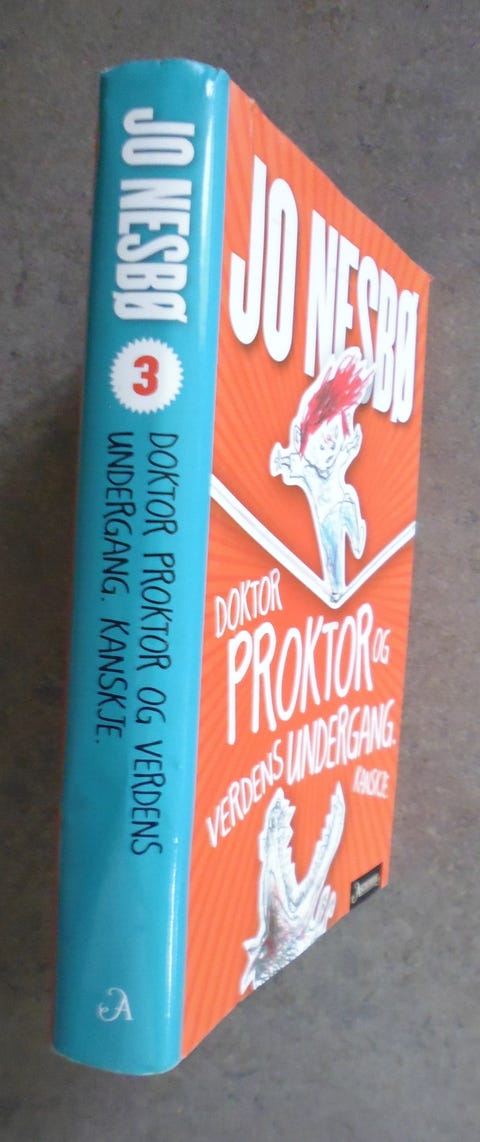 JO NESBØ
3
DOKTOR PROKTOR OG VERDENS
UNDERGANG. KANSKJE.
A
JO NESBØ
DOKTOR
PROKTOR OG
VERDENS UNDERGANG.
KANSKJE